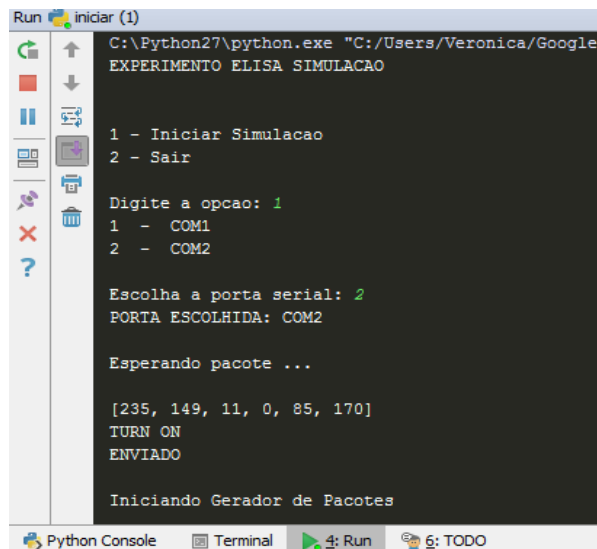 Run iniciar (1)
C:\Python27\python.exe "C:/Users/Veronica/Google
EXPERIMENTO ELISA SIMULACAO
1 - Iniciar Simulacao
2 - Sair
Digite a opcao: 1
1 - COM1
2 - COM2
Escolha a porta serial: 2
PORTA ESCOLHIDA: COM2
Esperando pacote ...
[235, 149, 11, 0, 85, 170]
TURN ON
ENVIADO
Iniciando Gerador de Pacotes
Python Console Terminal 4: Run 6: TODO